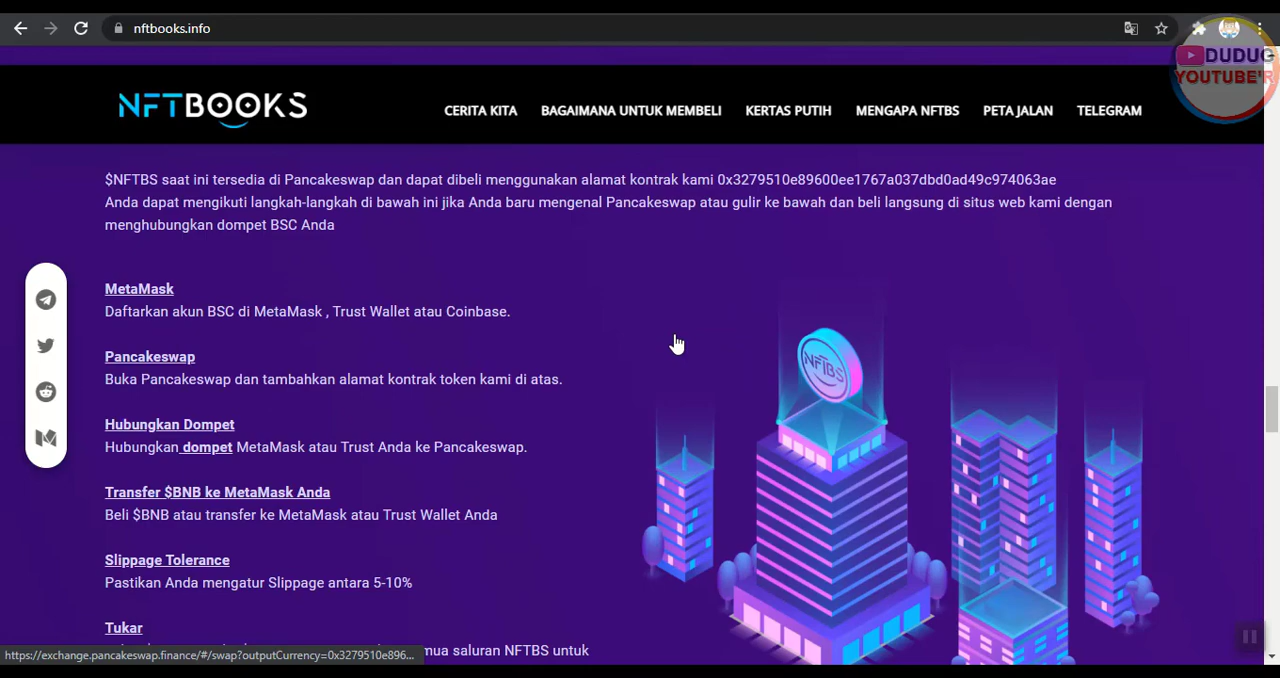 nftbooks.info
DUDUG
YOUTUBE'R
NFTBOOKS
CERITA KITA BAGAIMANA UNTUK MEMBELI KERTAS PUTIH MENGAPA NFTBS PETA JALAN TELEGRAM
$NFTBS saat ini tersedia di Pancakeswap dan dapat dibeli menggunakan alamat kontrak kami 0x3279510e89600ee1767a037dbd0ad49c974063ae
Anda dapat mengikuti langkah-langkah di bawah ini jika Anda baru mengenal Pancakeswap atau gulir ke bawah dan beli langsung di situs web kami dengan
menghubungkan dompet BSC Anda
MetaMask
Daftarkan akun BSC di MetaMask , Trust Wallet atau Coinbase.
Pancakeswap
Buka Pancakeswap dan tambahkan alamat kontrak token kami di atas.
Hubungkan Dompet
Hubungkan dompet MetaMask atau Trust Anda ke Pancakeswap.
Transfer $BNB ke MetaMask Anda
Beli $BNB atau transfer ke MetaMask atau Trust Wallet Anda
Slippage Tolerance
Pastikan Anda mengatur Slippage antara 5-10%
Tukar
mua saluran NFTBS untuk
https://exchange.pancakeswap.finance/#/swap?outputCurrency=0x3279510e896...
NFTBS